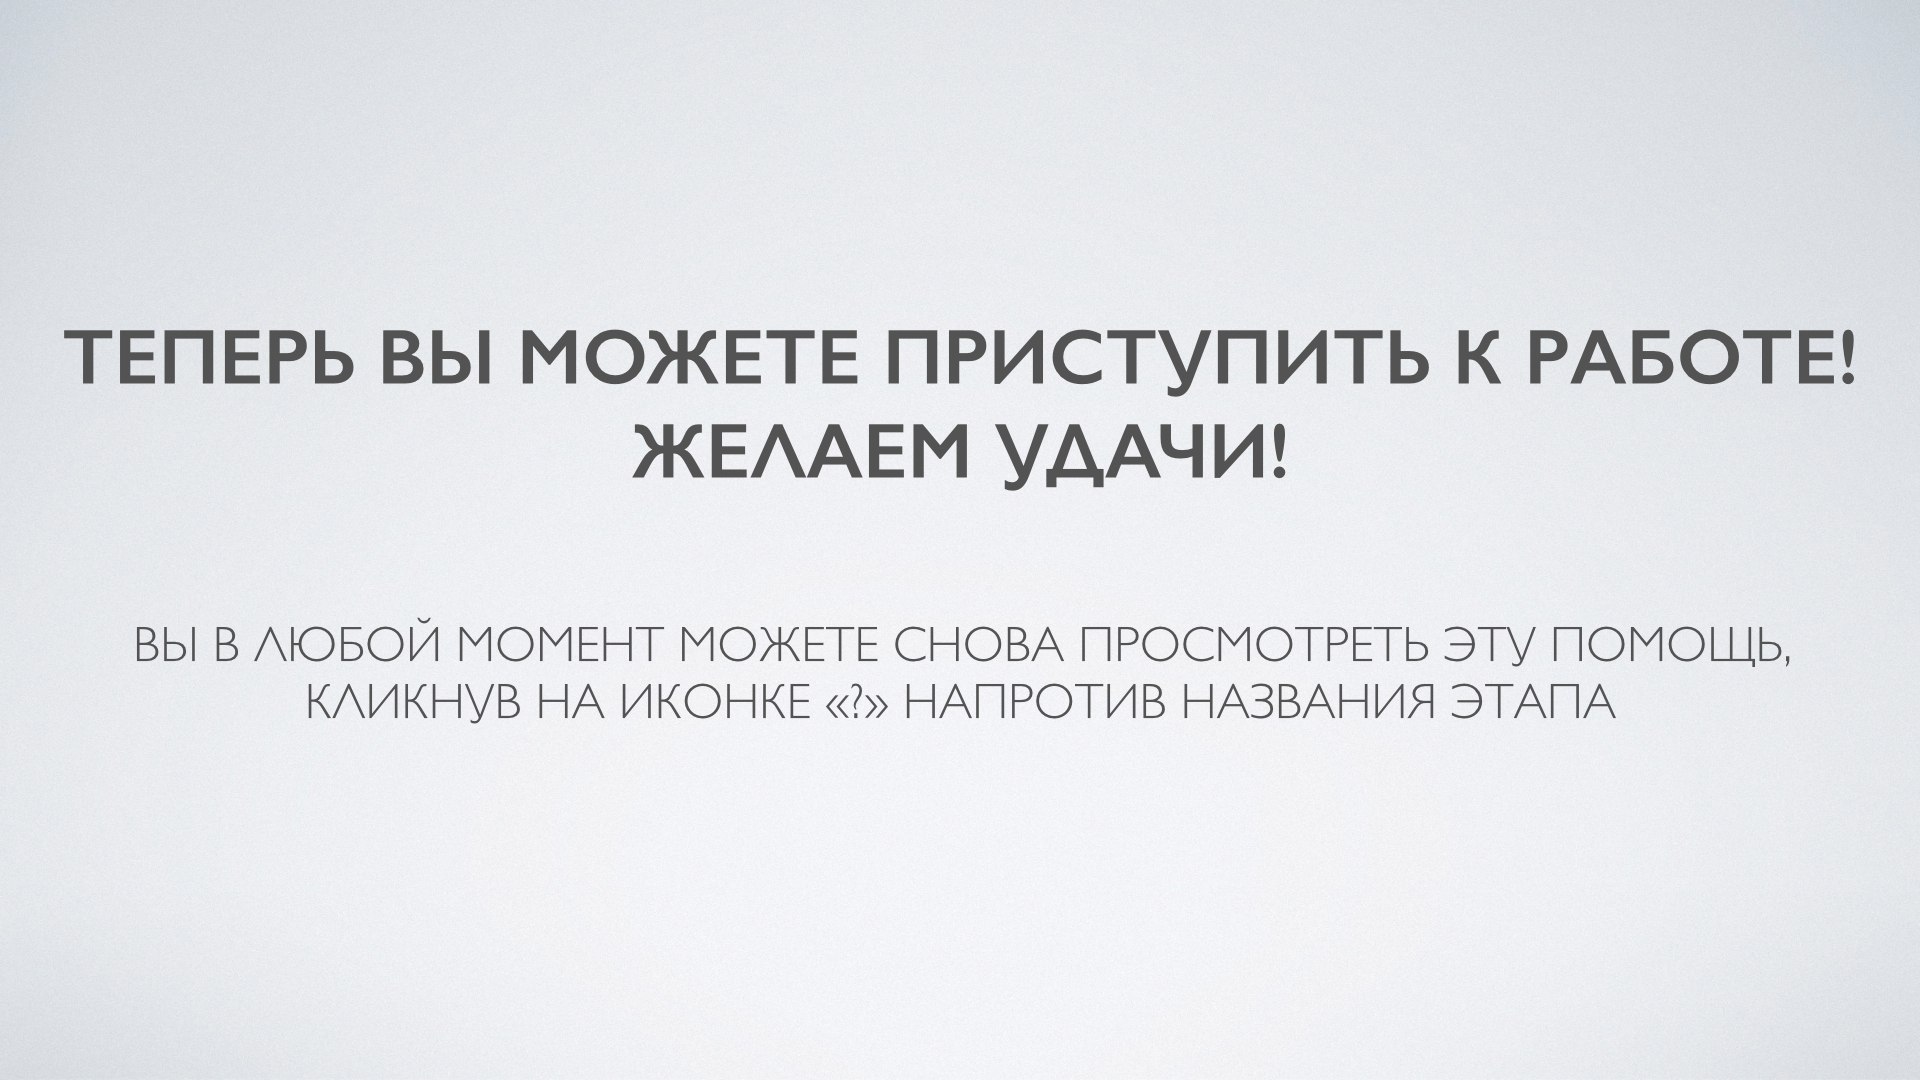 ТЕПЕРЬ ВЫ МОЖЕТЕ ПРИСТУПИТЬ К РАБОТЕ!
ЖЕЛАЕМ УДАЧИ!
ВЫ В ЛЮБОЙ МОМЕНТ МОЖЕТЕ СНОВА ПРОСМОТРЕТЬ ЭТУ ПОМОЩЬ,
КЛИКНУВ НА ИКОНКЕ «?» НАПРОТИВ НАЗВАНИЯ ЭТАПА